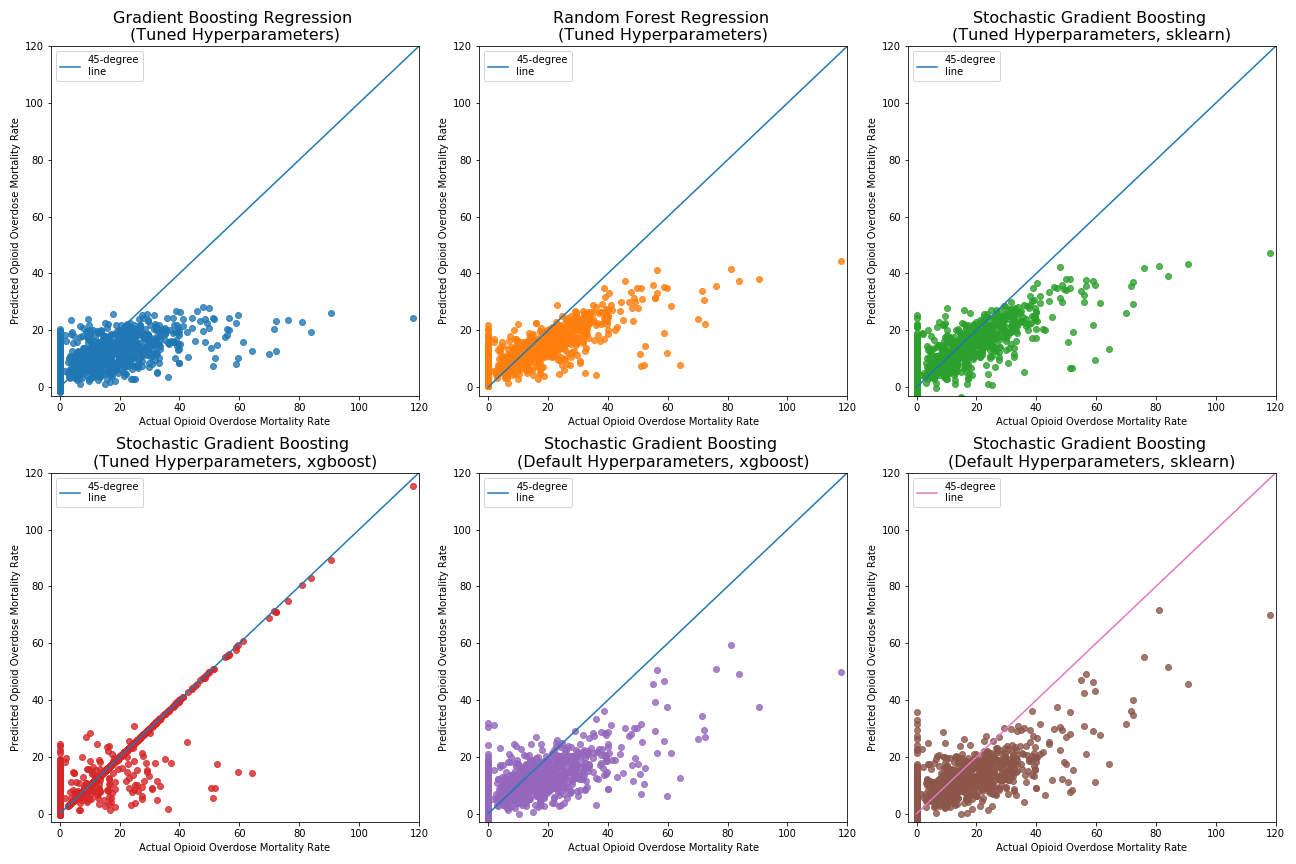 Gradient Boosting Regression
(Tuned Hyperparameters)
120
100
80
60
40
20
0
45-degree
line
Predicted Opioid Overdose Mortality Rate
0
20
40
60
80
100
120
Actual Opioid Overdose Mortality Rate
Random Forest Regression
(Tuned Hyperparameters)
120
100
80
60
40
20
0
45-degree
line
Predicted Opioid Overdose Mortality Rate
0
20
40
60
80
100
120
Actual Opioid Overdose Mortality Rate
Stochastic Gradient Boosting
(Tuned Hyperparameters, sklearn)
120
100
80
60
40
20
0
45-degree
line
Predicted Opioid Overdose Mortality Rate
0
20
40
60
80
100
120
Actual Opioid Overdose Mortality Rate
Stochastic Gradient Boosting
(Tuned Hyperparameters, xgboost)
120
100
80
60
40
20
0
45-degree
line
Predicted Opioid Overdose Mortality Rate
0
20
40
60
80
100
120
Actual Opioid Overdose Mortality Rate
Stochastic Gradient Boosting
(Default Hyperparameters, xgboost)
120
100
80
60
40
20
0
45-degree
line
Predicted Opioid Overdose Mortality Rate
0
20
40
60
80
100
120
Actual Opioid Overdose Mortality Rate
Stochastic Gradient Boosting
(Default Hyperparameters, sklearn)
120
100
80
60
40
20
0
45-degree
line
Predicted Opioid Overdose Mortality Rate
0
20
40
60
80
100
120
Actual Opioid Overdose Mortality Rate